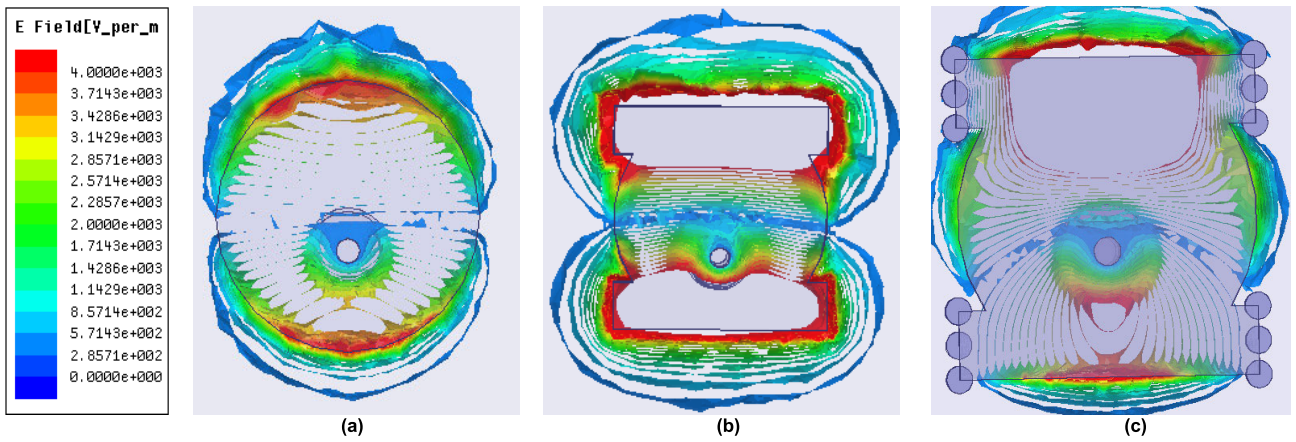 E Field[V_per_m
4.0000e+003
3.7143e+003
3.4286e+003
3.1429e+003
2.8571e+003
2.5714e+003
2.2857e+003
2.0000e+003
1.7143e+003
1.4286e+003
1.1429e+003
8.5714e+002
5.7143e+002
2.8571e+002
0.0000e+000
(a)
(b)
(c)